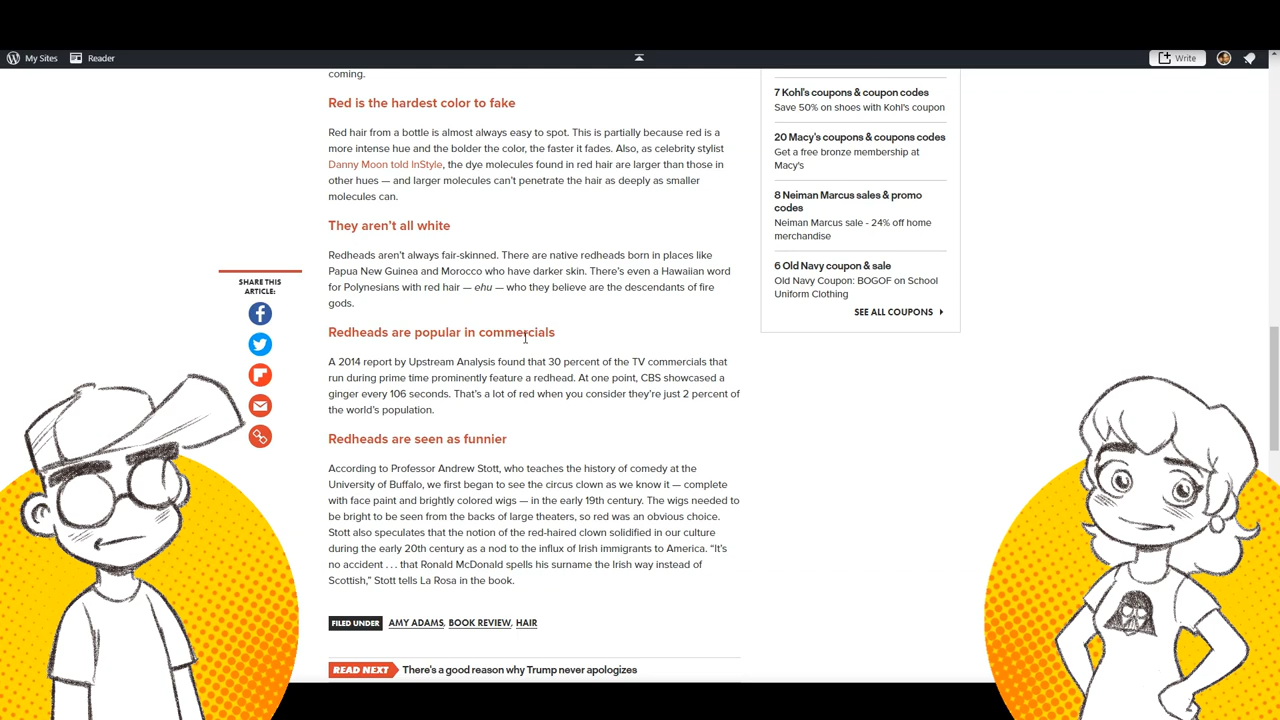 My Sites
Reader
Write
coming.
Red is the hardest color to fake
Red hair from a bottle is almost always easy to spot. This is partially because red is a
more intense hue and the bolder the color, the faster it fades. Also, as celebrity stylist
Danny Moon told InStyle, the dye molecules found in red hair are larger than those in
other hues — and larger molecules can't penetrate the hair as deeply as smaller
molecules can.
They aren't all white
Redheads aren't always fair-skinned. There are native redheads born in places like
Papua New Guinea and Morocco who have darker skin. There's even a Hawaiian word
for Polynesians with red hair — ehu — who they believe are the descendants of fire
gods.
Redheads are popular in commercials
A 2014 report by Upstream Analysis found that 30 percent of the TV commercials that
run during prime time prominently feature a redhead. At one point, CBS showcased a
ginger every 106 seconds. That's a lot of red when you consider they're just 2 percent of
the world's population.
Redheads are seen as funnier
According to Professor Andrew Stott, who teaches the history of comedy at the
University of Buffalo, we first began to see the circus clown as we know it — complete
with face paint and brightly colored wigs — in the early 19th century. The wigs needed to
be bright to be seen from the backs of large theaters, so red was an obvious choice.
Stott also speculates that the notion of the red-haired clown solidified in our culture
during the early 20th century as a nod to the influx of Irish immigrants to America. "It's
no accident . . . that Ronald McDonald spells his surname the Irish way instead of
Scottish," Stott tells La Rosa in the book.
FILED UNDER AMY ADAMS, BOOK REVIEW, HAIR
READ NEXT There's a good reason why Trump never apologizes
SHARE THIS
ARTICLE:
7 Kohl's coupons & coupon codes
Save 50% on shoes with Kohl's coupon
20 Macy's coupons & coupons codes
Get a free bronze membership at
Macy's
8 Neiman Marcus sales & promo
codes
Neiman Marcus sale - 24% off home
merchandise
6 Old Navy coupon & sale
Old Navy Coupon: BOGOF on School
Uniform Clothing
SEE ALL COUPONS